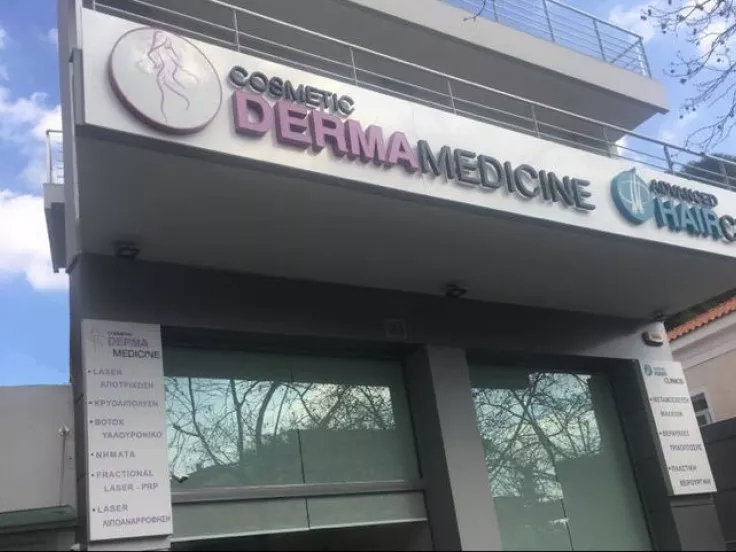 COSMETIC
DERMAMEDICINE
ADVANCED
HAIR
COSMETIC
DERMA
MEDICINE
• LASER
ΑΠΟΤΡΙΧΩΣΗ
• ΚΡΥΟΛΙΠΟΛΥΣΗ
• BOTOX
ΥΑΛΟΥΡΟΝΙΚΟ
• ΝΗΜΑΤΑ
• FRACTIONAL
LASER - PRP
• LASER
ΛΙΠΟΑΝΑΡΡΟΦΗΣΗ
CLINICS
• ΜΕΤΑΜΟΣΧΕΥΣΗ
ΜΑΛΛΙΩΝ
• ΘΕΡΑΠΕΙΕΣ
ΤΡΙΧΟΠΤΩΣΗΣ
• ΠΛΑΣΤΙΚΗ
ΧΕΙΡΟΥΡΓΙΚΗ